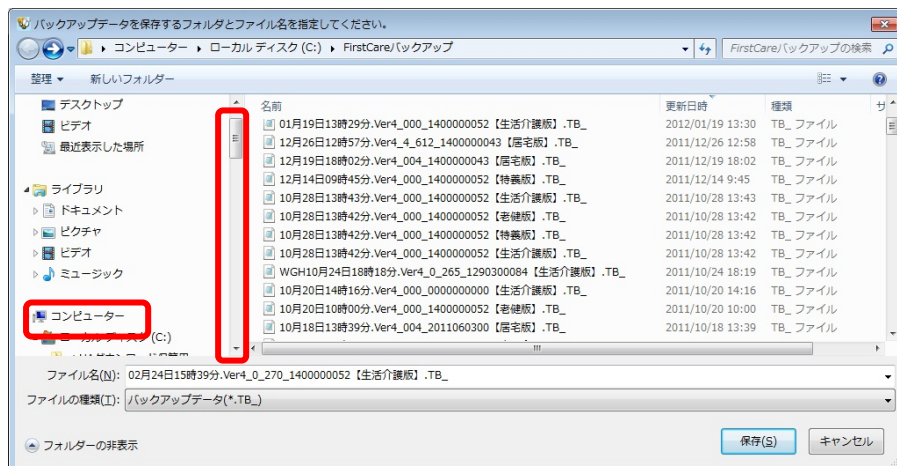 バックアップデータを保存するフォルダとファイル名を指定してください。
コンピューター ▸ ローカル ディスク (C:) ▸ FirstCareバックアップ
FirstCareバックアップの検索
整理 ▼ 新しいフォルダー
デスクトップ
ビデオ
最近表示した場所
ライブラリ
ドキュメント
ピクチャ
ビデオ
ミュージック
コンピューター
ローカル ディスク (C:)
名前 更新日時 種類 サ
01月19日13時29分.Ver4_000_1400000052【生活介護版】.TB_ 2012/01/19 13:30 TB_ ファイル
12月26日12時57分.Ver4_4_612_1400000043【居宅版】.TB_ 2011/12/26 12:58 TB_ ファイル
12月19日18時02分.Ver4_004_1400000043【居宅版】.TB_ 2011/12/19 18:02 TB_ ファイル
12月14日09時45分.Ver4_000_1400000052【特養版】.TB_ 2011/12/14 9:45 TB_ ファイル
10月28日13時43分.Ver4_000_1400000052【生活介護版】.TB_ 2011/10/28 13:43 TB_ ファイル
10月28日13時42分.Ver4_000_1400000052【老健版】.TB_ 2011/10/28 13:42 TB_ ファイル
10月28日13時42分.Ver4_000_1400000052【特養版】.TB_ 2011/10/28 13:42 TB_ ファイル
10月28日13時42分.Ver4_000_1400000052【生活介護版】.TB_ 2011/10/28 13:42 TB_ ファイル
WGH10月24日18時18分.Ver4_0_265_1290300084【生活介護版】.TB_ 2011/10/24 18:19 TB_ ファイル
10月20日14時16分.Ver4_000_0000000000【生活介護版】.TB_ 2011/10/20 14:16 TB_ ファイル
10月20日10時00分.Ver4_000_1400000052【老健版】.TB_ 2011/10/20 10:00 TB_ ファイル
10月18日13時39分.Ver4_004_2011060300【居宅版】.TB_ 2011/10/18 13:39 TB_ ファイル
ファイル名(N): 02月24日15時39分.Ver4_0_270_1400000052【生活介護版】.TB_
ファイルの種類(T): バックアップデータ(*.TB_)
フォルダーの非表示 保存(S) キャンセル